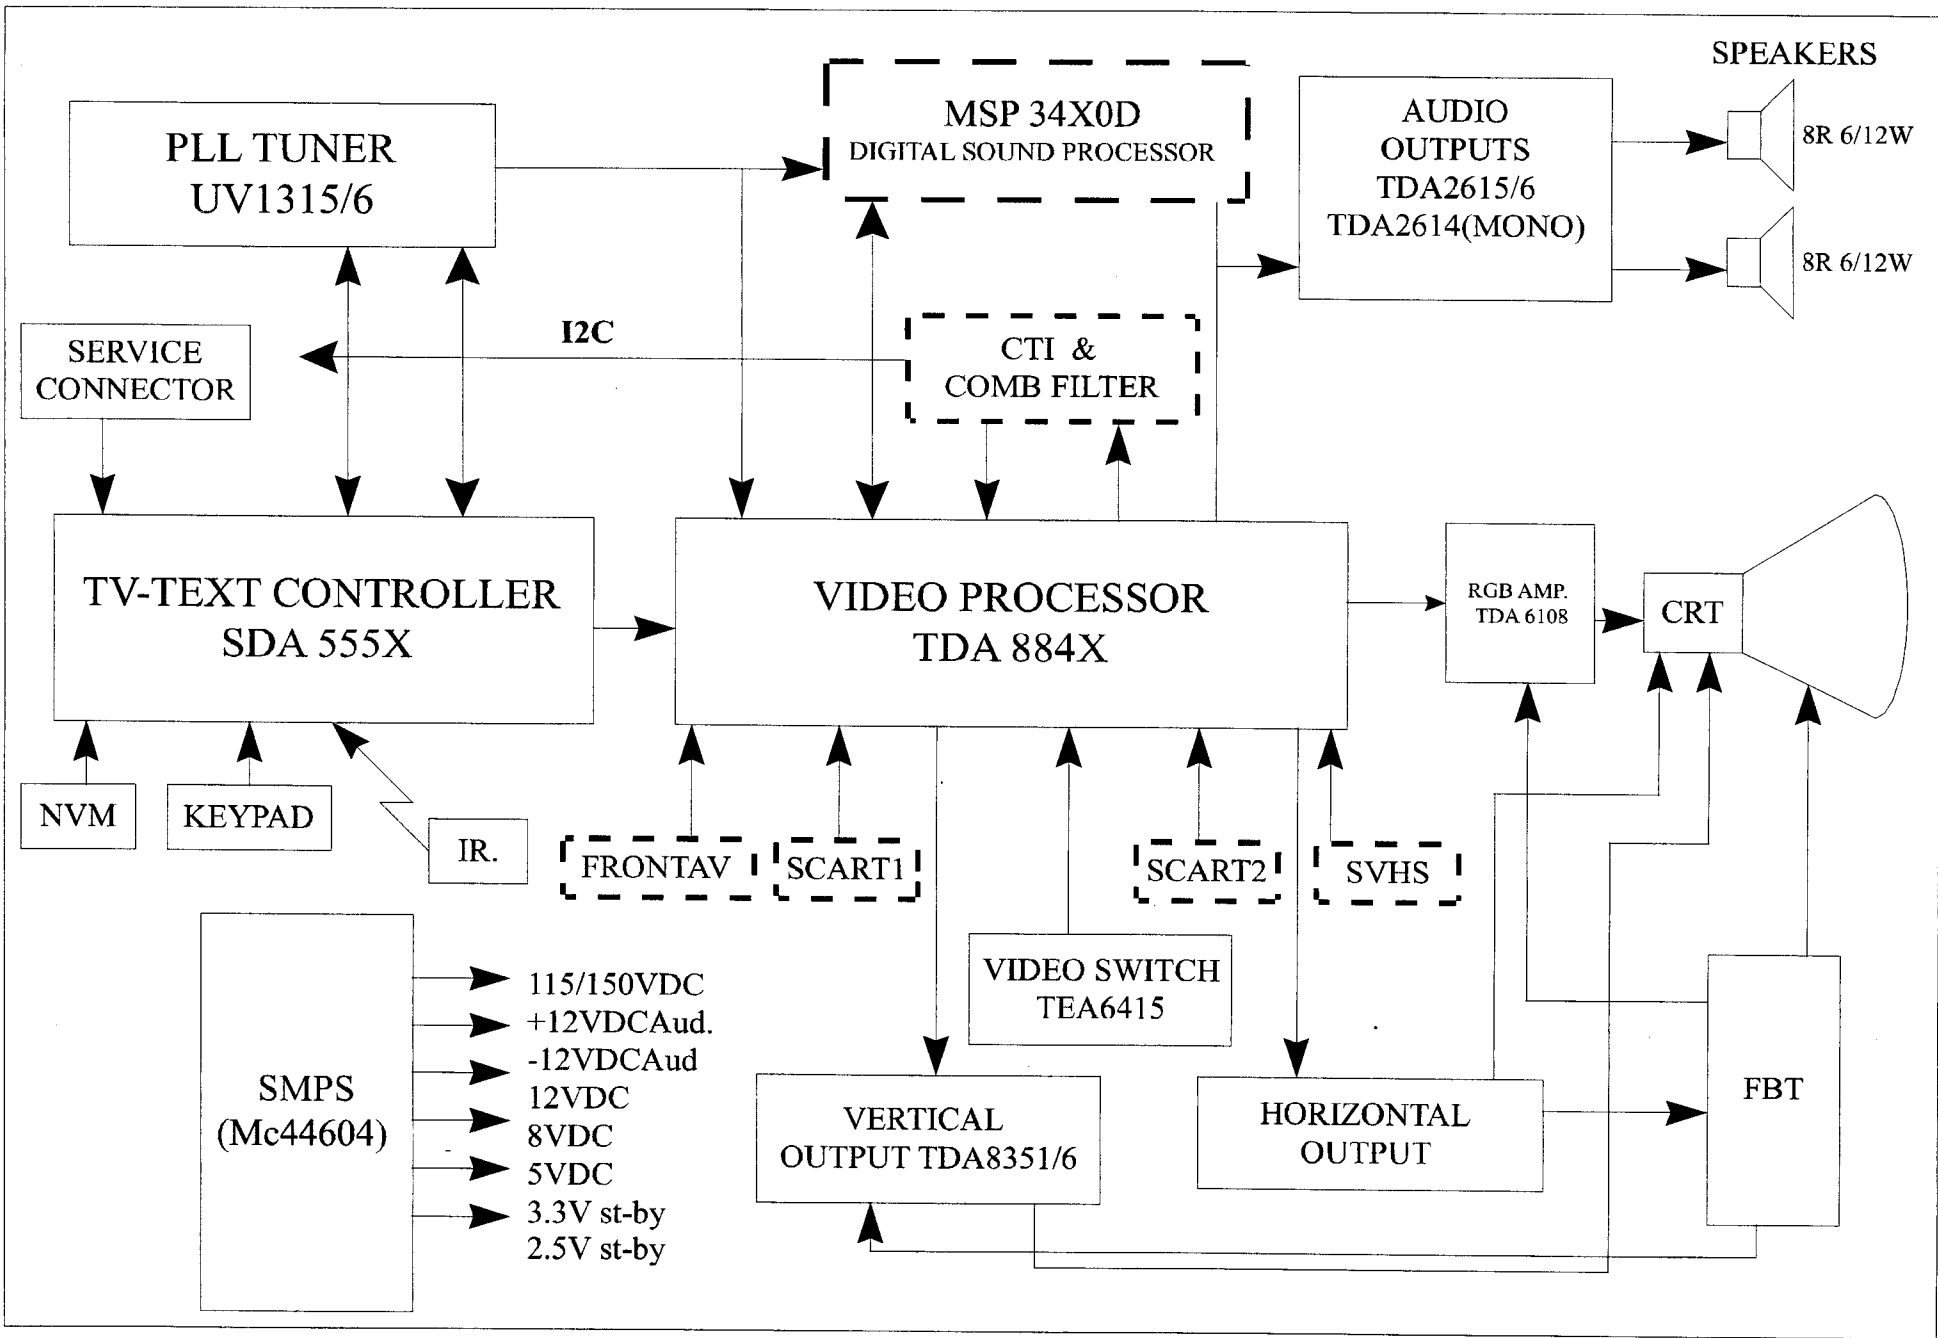 SPEAKERS
PLL TUNER
UV1315/6
MSP 34X0D
DIGITAL SOUND PROCESSOR
AUDIO
OUTPUTS
TDA2615/6
TDA2614(MONO)
8R 6/12W
8R 6/12W
SERVICE
CONNECTOR
I2C
CTI &
COMB FILTER
TV-TEXT CONTROLLER
SDA 555X
VIDEO PROCESSOR
TDA 884X
RGB AMP.
TDA 6108
CRT
NVM
KEYPAD
IR.
FRONTAV
SCART1
SCART2
SVHS
VIDEO SWITCH
TEA6415
SMPS
(Mc44604)
115/150VDC
+12VDCAud.
-12VDCAud
12VDC
8VDC
5VDC
3.3V st-by
2.5V st-by
VERTICAL
OUTPUT TDA8351/6
HORIZONTAL
OUTPUT
FBT